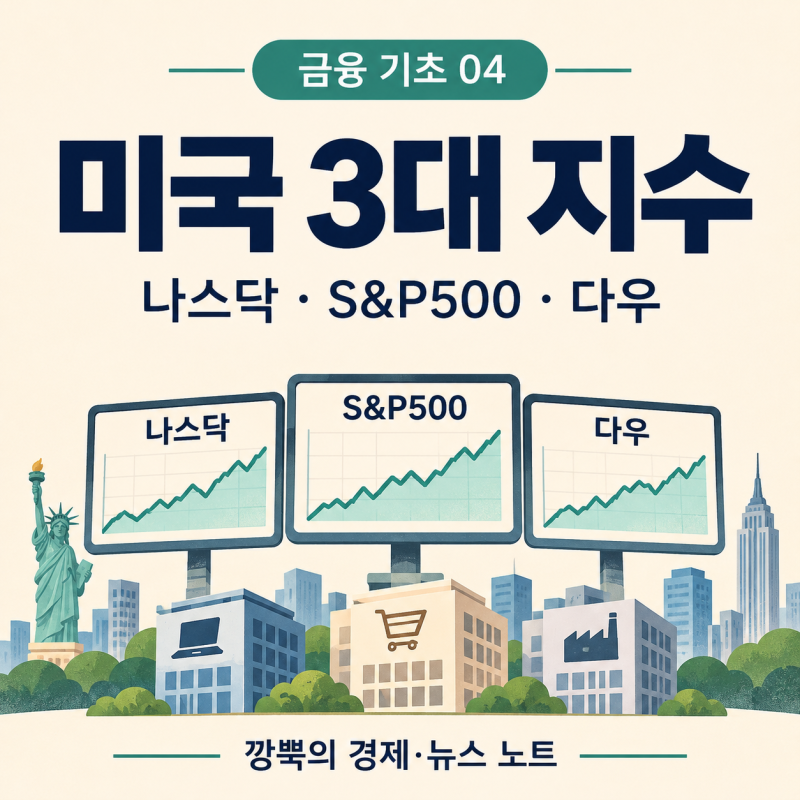 금융 기초 04
미국 3대 지수
나스닥 · S&P500 · 다우
나스닥
S&P500
다우
깡뿍의 경제·뉴스 노트